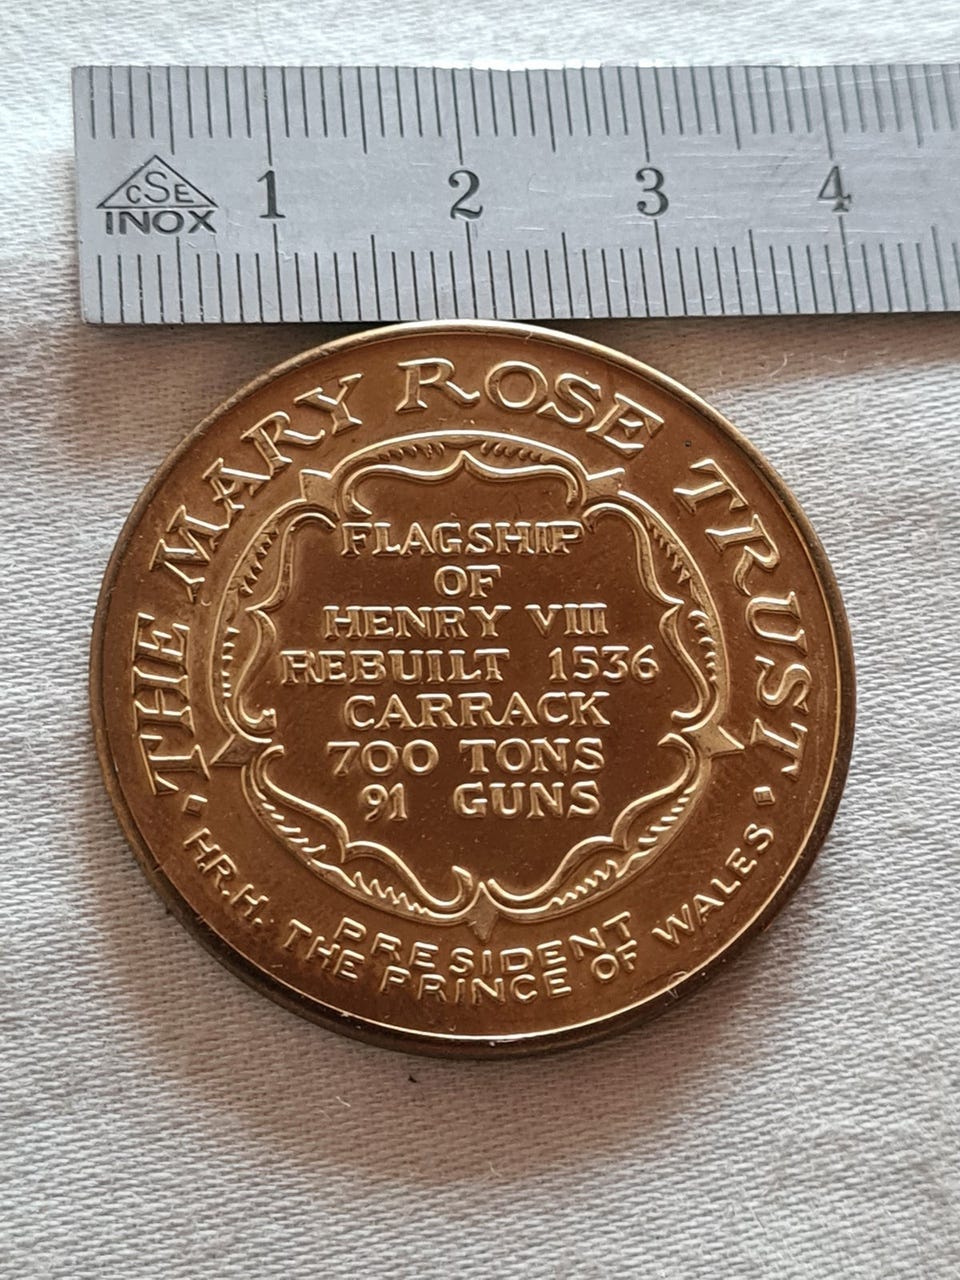 CSE
INOX
1 2 3 4
THE MARY ROSE TRUST
FLAGSHIP
OF
HENRY VIII
REBUILT 1536
CARRACK
700 TONS
91 GUNS
PRESIDENT
H.R.H. THE PRINCE OF WALES